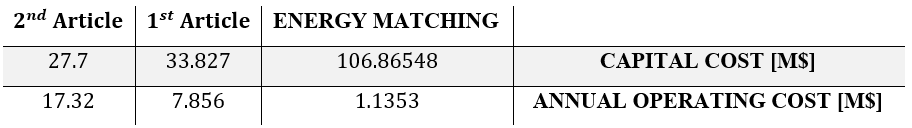 2nd Article 1st Article ENERGY MATCHING
27.7 33.827 106.86548 CAPITAL COST [M$]
17.32 7.856 1.1353 ANNUAL OPERATING COST [M$]